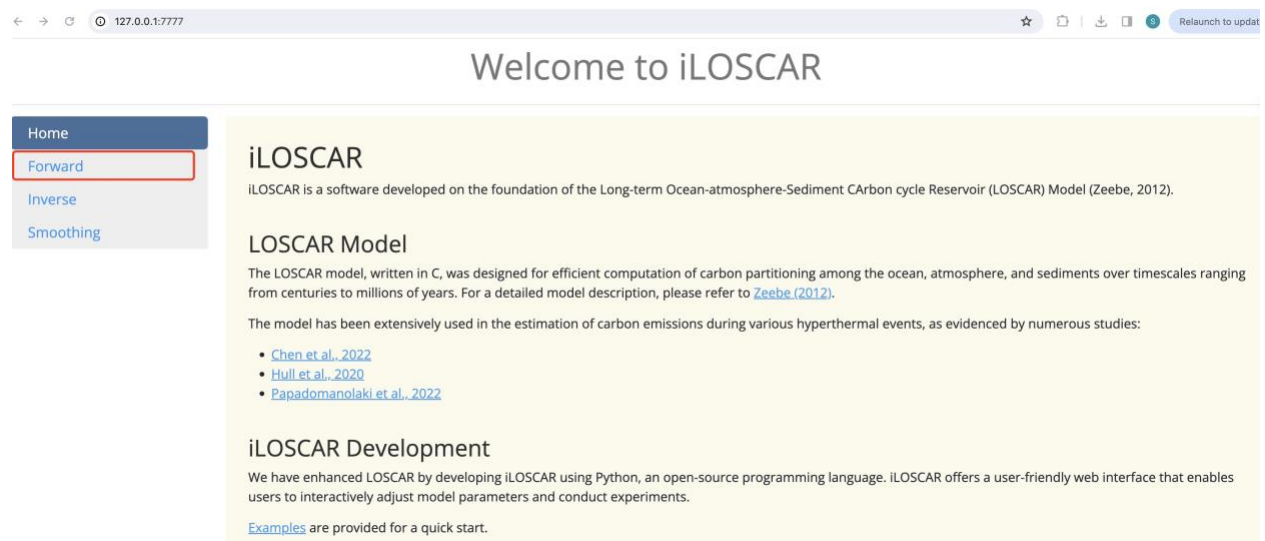 127.0.0.1:7777
S
Relaunch to updat
Welcome to iLOSCAR
Home
Forward
Inverse
Smoothing
iLOSCAR
iLOSCAR is a software developed on the foundation of the Long-term Ocean-atmosphere-Sediment CArbon cycle Reservoir (LOSCAR) Model (Zeebe, 2012).
LOSCAR Model
The LOSCAR model, written in C, was designed for efficient computation of carbon partitioning among the ocean, atmosphere, and sediments over timescales ranging
from centuries to millions of years. For a detailed model description, please refer to Zeebe (2012).
The model has been extensively used in the estimation of carbon emissions during various hyperthermal events, as evidenced by numerous studies:
• Chen et al., 2022
• Hull et al., 2020
• Papadomanolaki et al., 2022
iLOSCAR Development
We have enhanced LOSCAR by developing iLOSCAR using Python, an open-source programming language. iLOSCAR offers a user-friendly web interface that enables
users to interactively adjust model parameters and conduct experiments.
Examples are provided for a quick start.